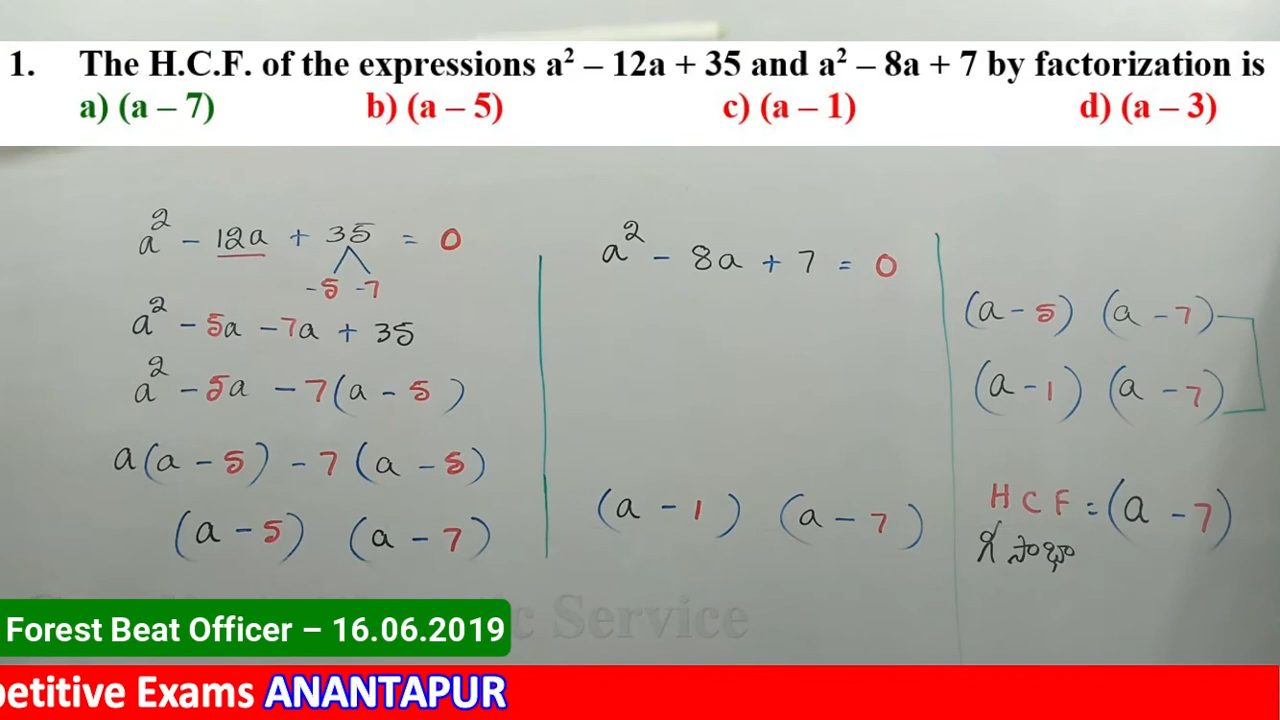 1. The H.C.F. of the expressions a² – 12a + 35 and a² – 8a + 7 by factorization is
a) (a – 7) b) (a – 5) c) (a – 1) d) (a – 3)
a² - 12a + 35 = 0
-5 -7
a² - 5a - 7a + 35
a² - 5a - 7(a - 5)
a(a - 5) - 7(a - 5)
(a - 5) (a - 7)
a² - 8a + 7 = 0
(a - 1) (a - 7)
(a - 5) (a - 7)
(a - 1) (a - 7)
HCF = (a - 7)
గ సా భా
Service
Forest Beat Officer – 16.06.2019
petitive Exams ANANTAPUR